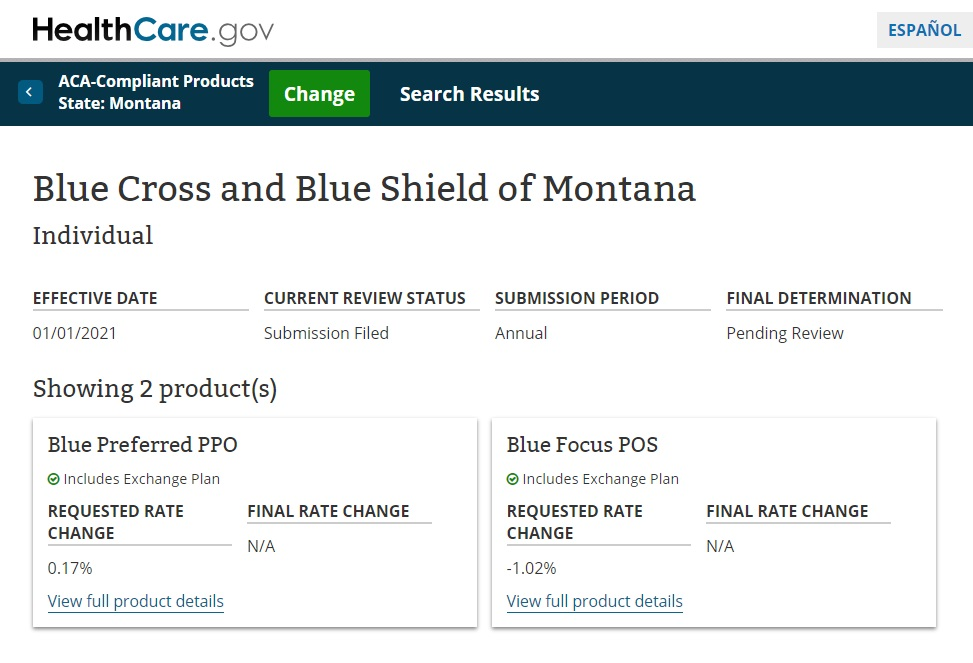 HealthCare.gov
ESPAÑOL
ACA-Compliant Products
State: Montana
Change
Search Results
Blue Cross and Blue Shield of Montana
Individual
EFFECTIVE DATE
01/01/2021
CURRENT REVIEW STATUS
Submission Filed
SUBMISSION PERIOD
Annual
FINAL DETERMINATION
Pending Review
Showing 2 product(s)
Blue Preferred PPO
Includes Exchange Plan
REQUESTED RATE
CHANGE
0.17%
FINAL RATE CHANGE
N/A
View full product details
Blue Focus POS
Includes Exchange Plan
REQUESTED RATE
CHANGE
-1.02%
FINAL RATE CHANGE
N/A
View full product details